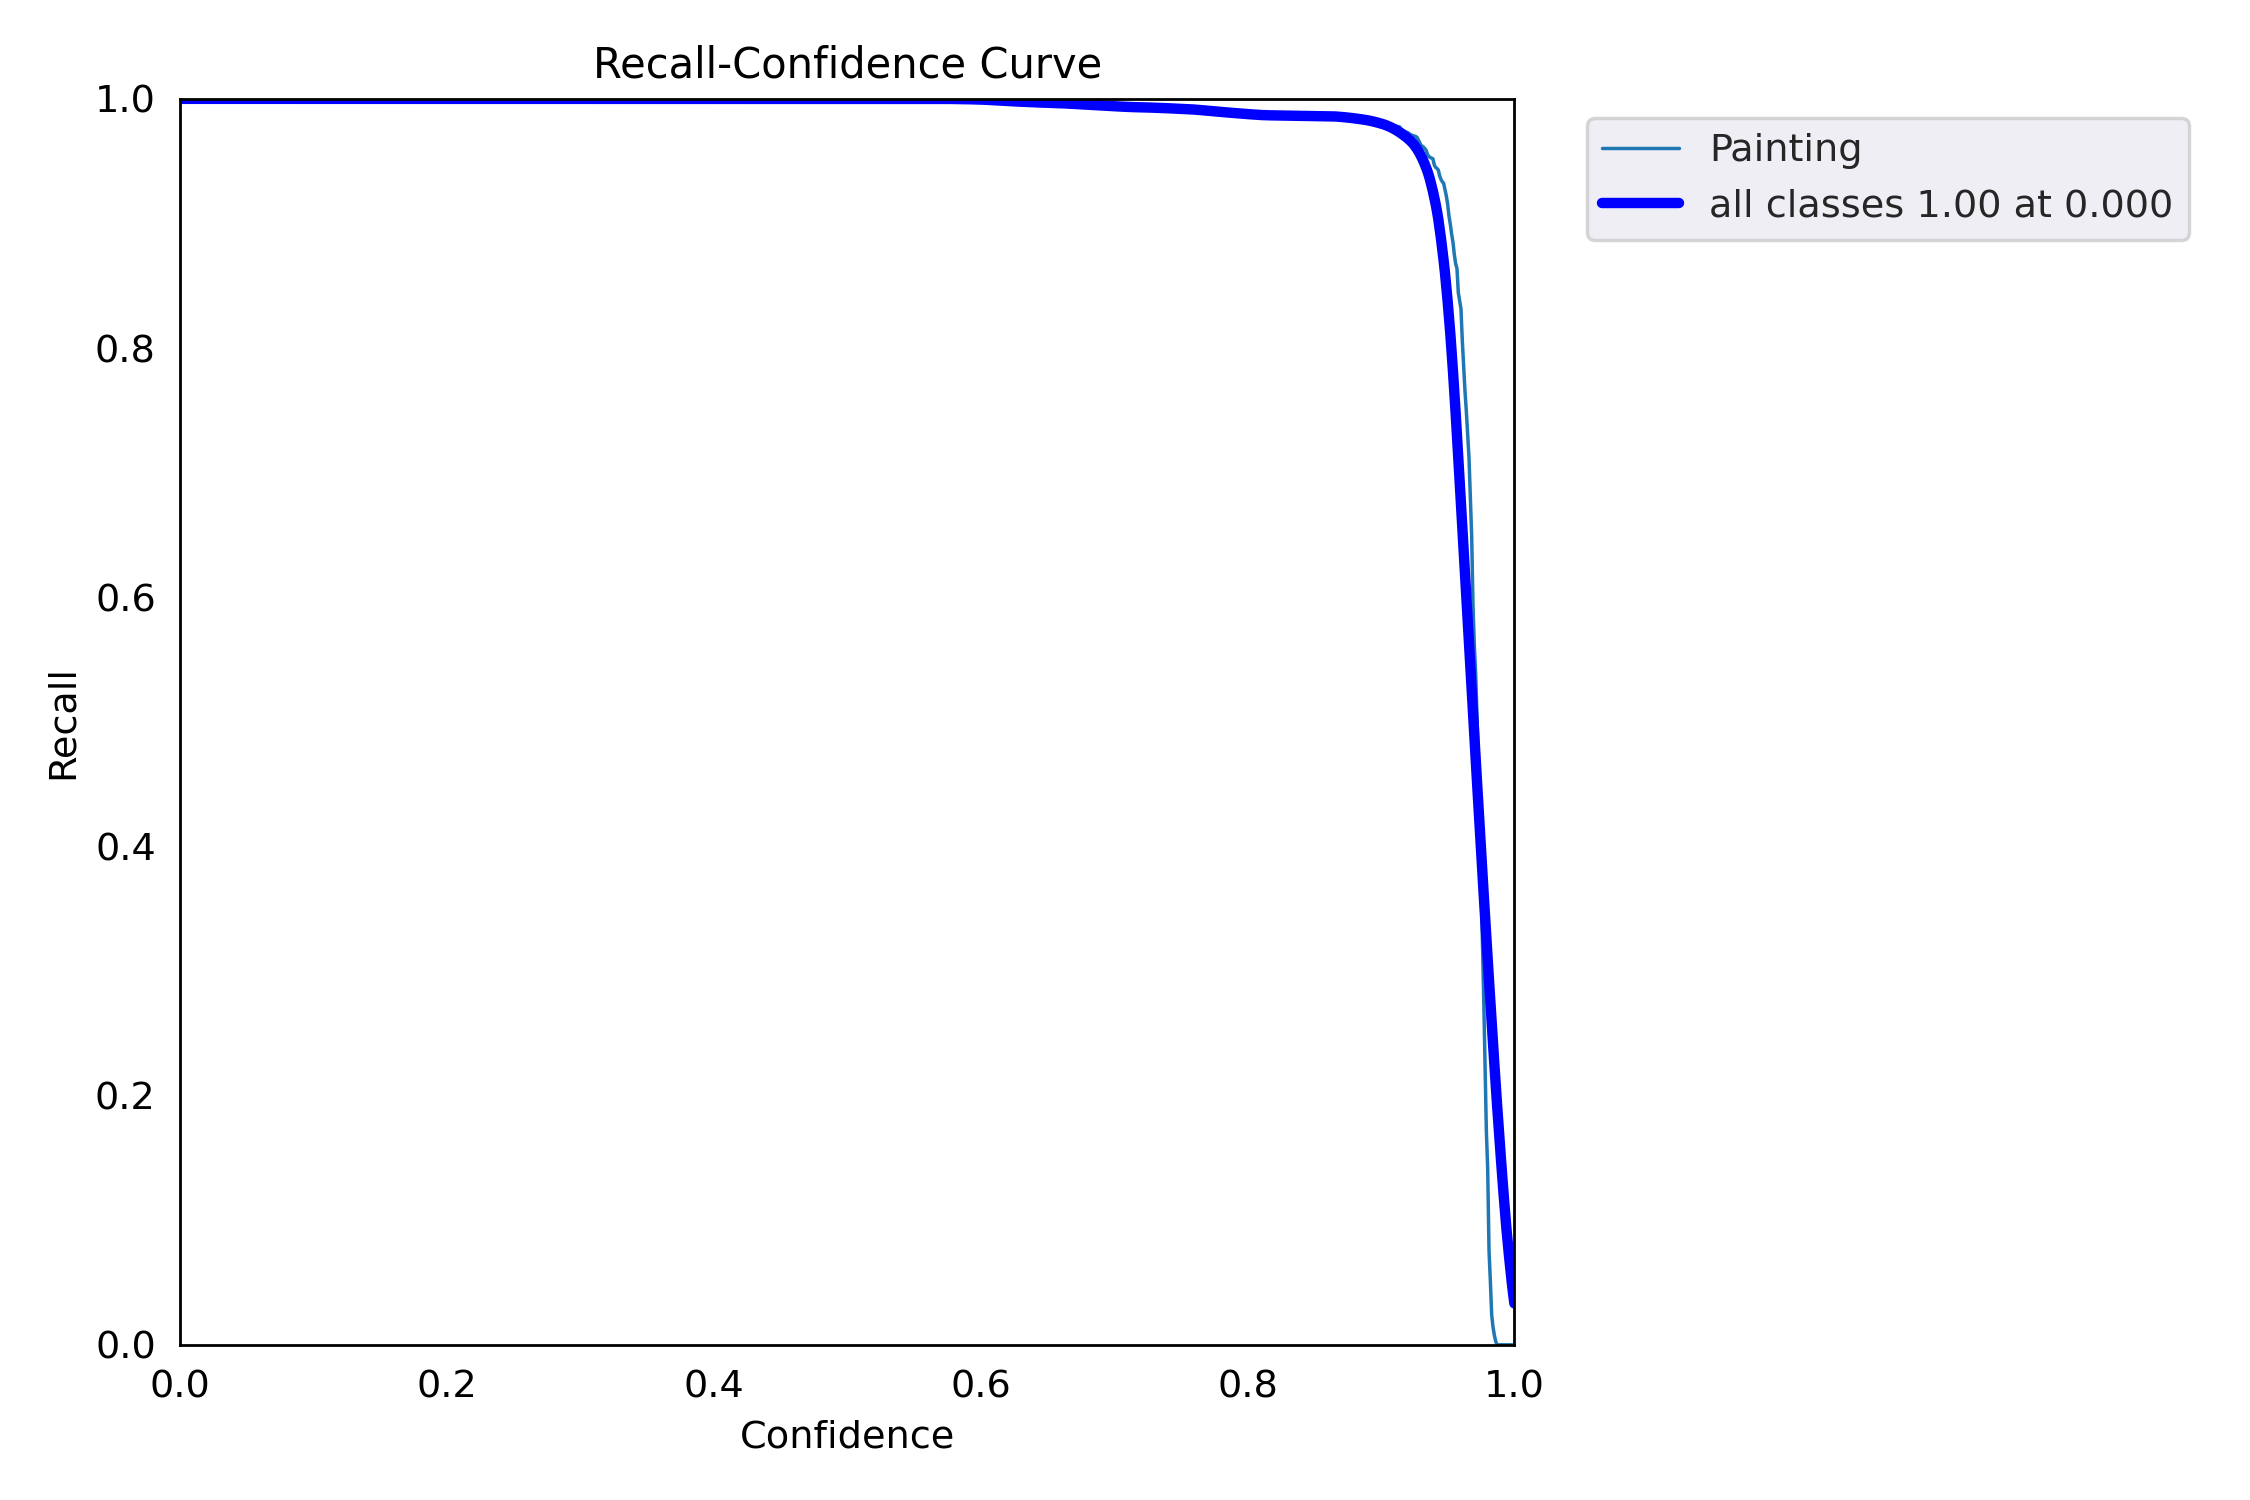 Recall-Confidence Curve
1.0
0.8
0.6
0.4
0.2
0.0
Recall
0.0 0.2 0.4 0.6 0.8 1.0
Confidence
Painting
all classes 1.00 at 0.000